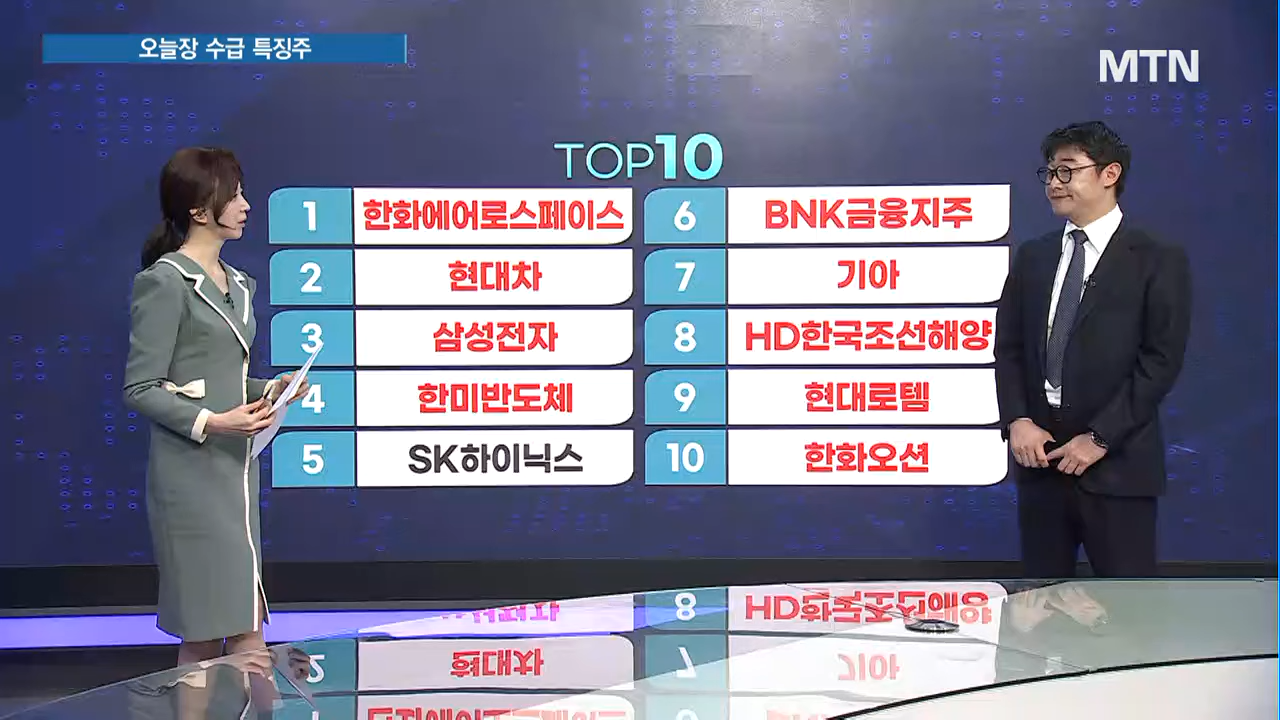 오늘장 수급 특징주
MTN
TOP10
1 한화에어로스페이스
2 현대차
3 삼성전자
4 한미반도체
5 SK하이닉스
6 BNK금융지주
7 기아
8 HD한국조선해양
9 현대로템
10 한화오션